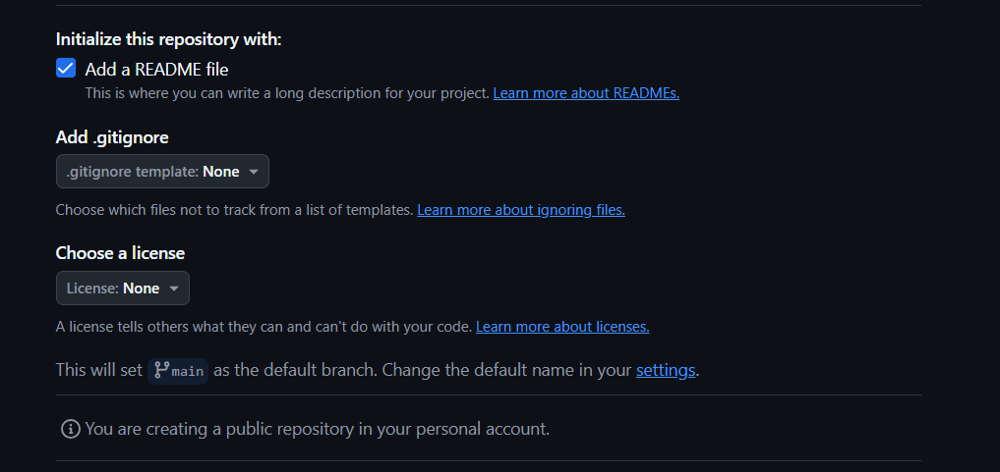 Initialize this repository with:
Add a README file
This is where you can write a long description for your project. Learn more about READMEs.
Add .gitignore
.gitignore template: None
Choose which files not to track from a list of templates. Learn more about ignoring files.
Choose a license
License: None
A license tells others what they can and can't do with your code. Learn more about licenses.
This will set main as the default branch. Change the default name in your settings.
You are creating a public repository in your personal account.